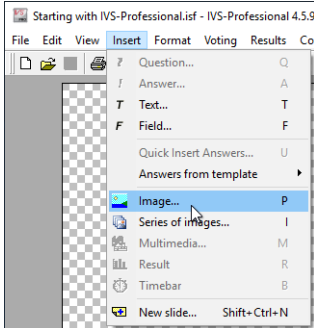 Starting with IVS-Professional.isf - IVS-Professional 4.5.9
File Edit View Insert Format Voting Results Co
? Question... Q
! Answer... A
T Text... T
F Field... F
Quick Insert Answers... U
Answers from template
Image... P
Series of images... I
Multimedia... M
Result R
Timebar B
New slide... Shift+Ctrl+N